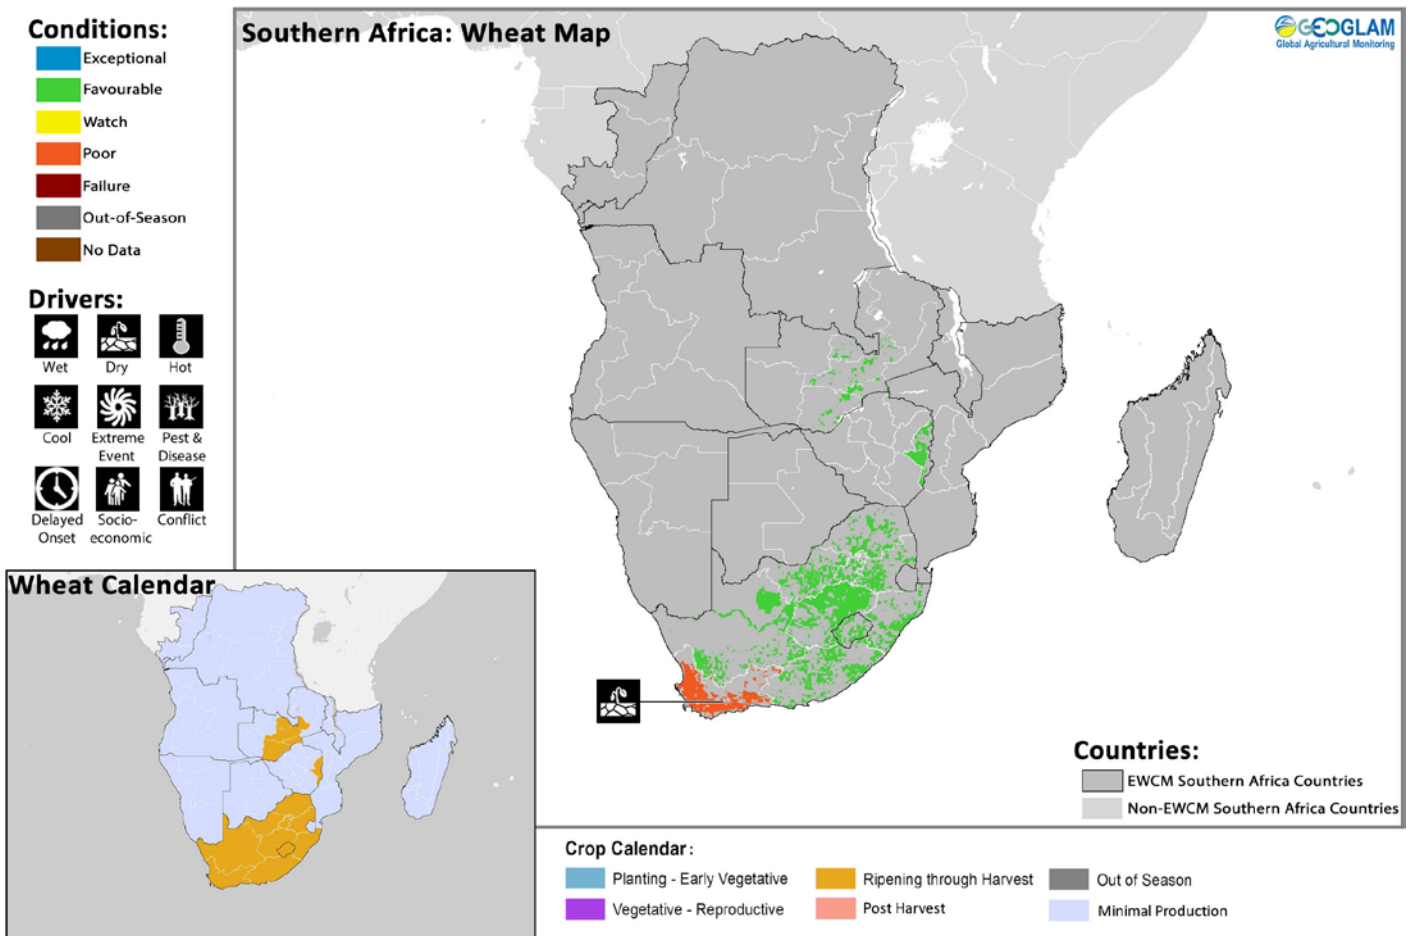 Conditions:
Exceptional
Favourable
Watch
Poor
Failure
Out-of-Season
No Data
Drivers:
Wet
Dry
Hot
Cool
Extreme
Event
Pest &
Disease
Delayed
Onset
Socio-
economic
Conflict
Southern Africa: Wheat Map
GEOGLAM
Global Agricultural Monitoring
Wheat Calendar
Countries:
EWCM Southern Africa Countries
Non-EWCM Southern Africa Countries
Crop Calendar:
Planting - Early Vegetative
Ripening through Harvest
Out of Season
Vegetative - Reproductive
Post Harvest
Minimal Production